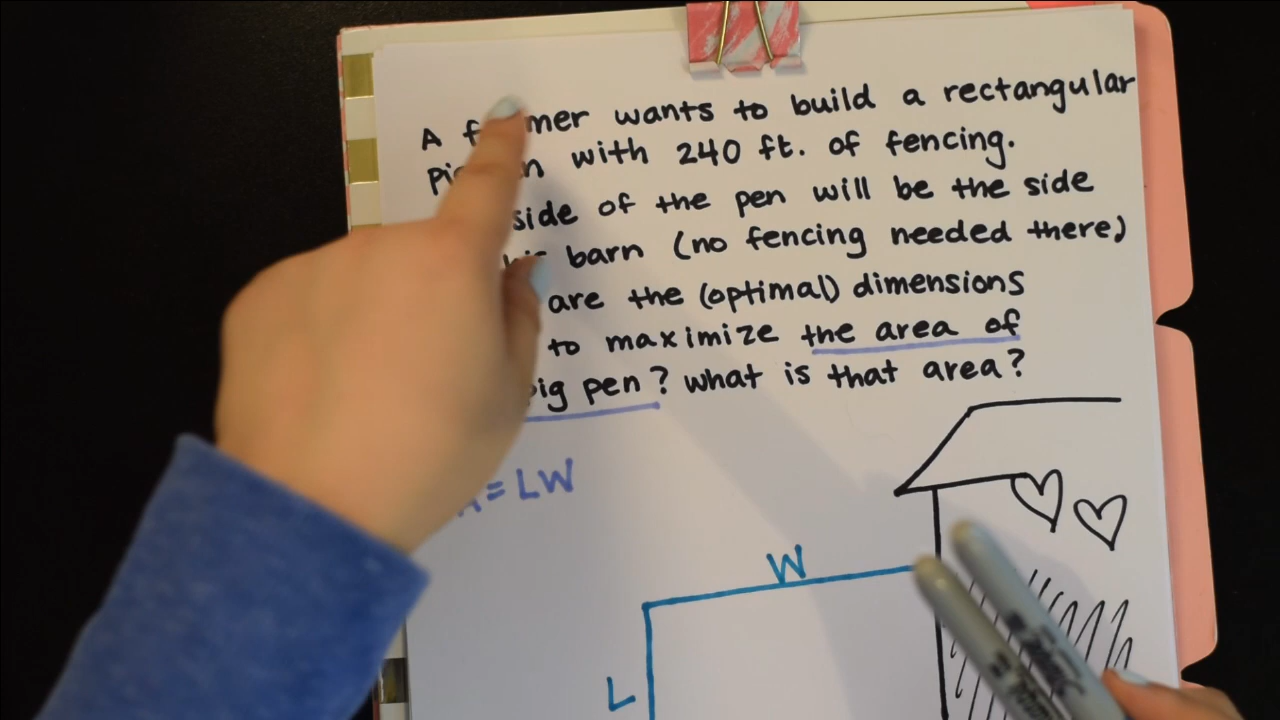 A mer wants to build a rectangular
with 240 ft. of fencing.
side of the pen will be the side
barn (no fencing needed there)
are the (optimal) dimensions
to maximize the area of
pig pen? what is that area?
A = LW
W
L